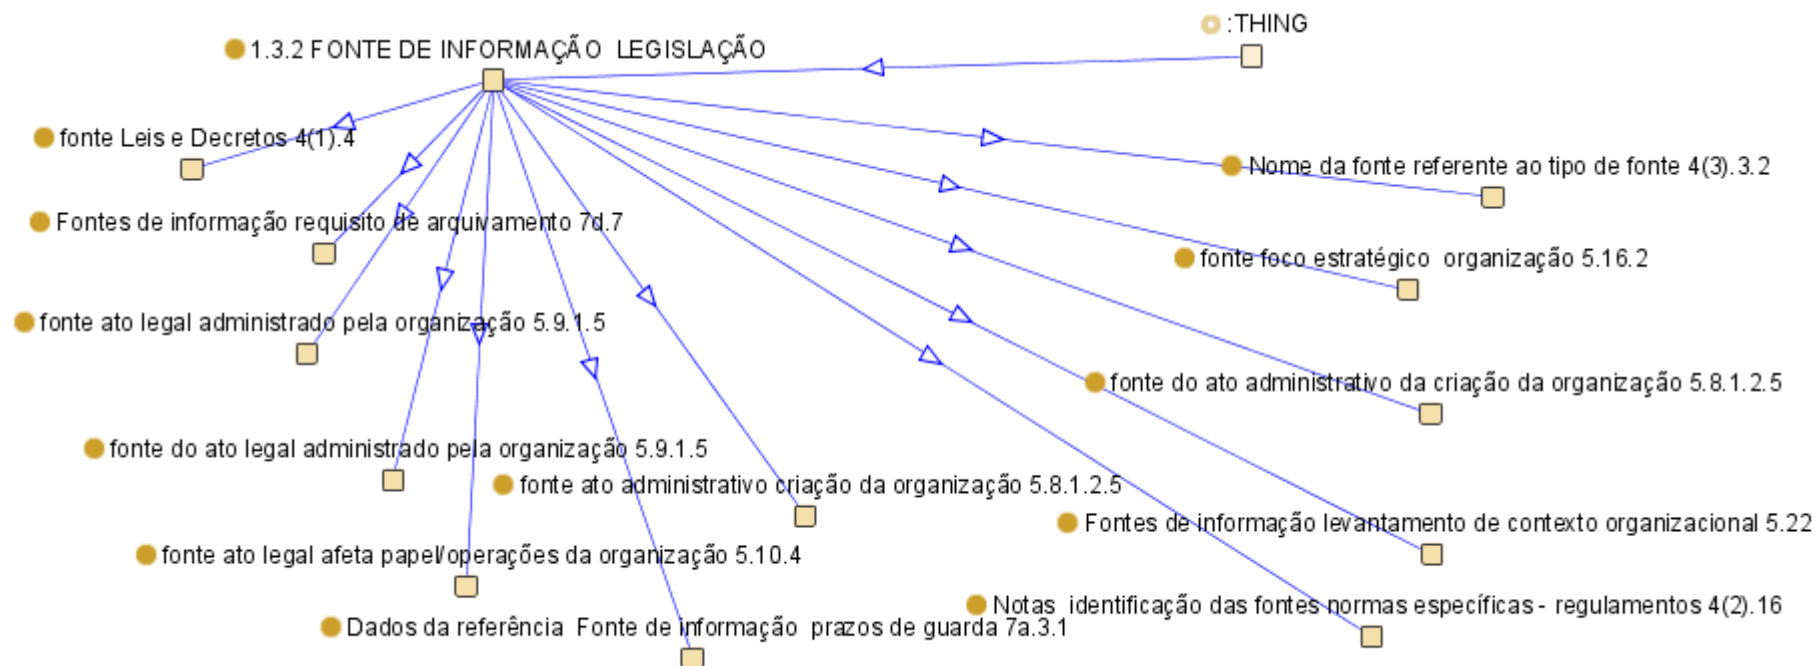 :THING
1.3.2 FONTE DE INFORMAÇÃO LEGISLAÇÃO
fonte Leis e Decretos 4(1).4
Nome da fonte referente ao tipo de fonte 4(3).3.2
Fontes de informação requisito de arquivamento 7d.7
fonte foco estratégico organização 5.16.2
fonte ato legal administrado pela organização 5.9.1.5
fonte do ato administrativo da criação da organização 5.8.1.2.5
fonte do ato legal administrado pela organização 5.9.1.5
fonte ato administrativo criação da organização 5.8.1.2.5
Fontes de informação levantamento de contexto organizacional 5.22
fonte ato legal afeta papel/operações da organização 5.10.4
Notas identificação das fontes normas específicas - regulamentos 4(2).16
Dados da referência Fonte de informação prazos de guarda 7a.3.1